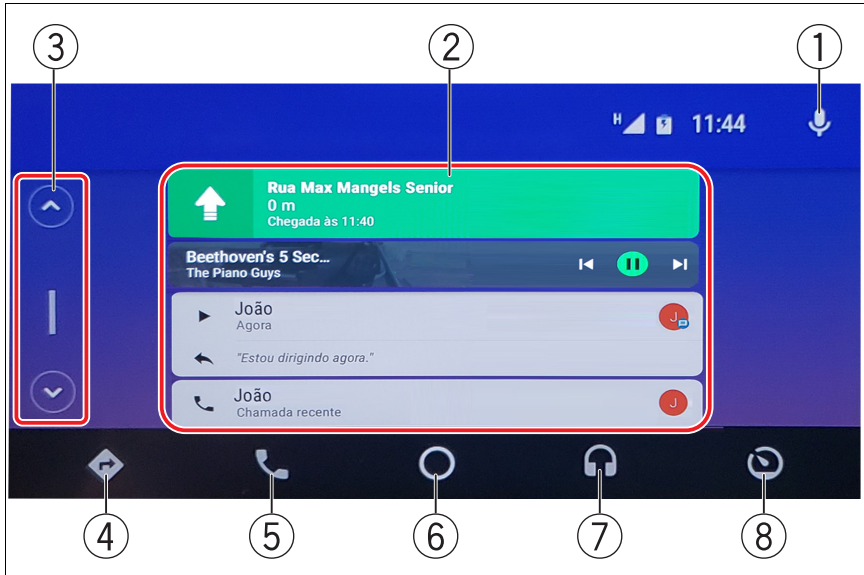 3
2
1
H
11:44
Rua Max Mangels Senior
0 m
Chegada às 11:40
Beethoven's 5 Sec...
The Piano Guys
João
Agora
J
"Estou dirigindo agora."
João
Chamada recente
J
4
5
6
7
8